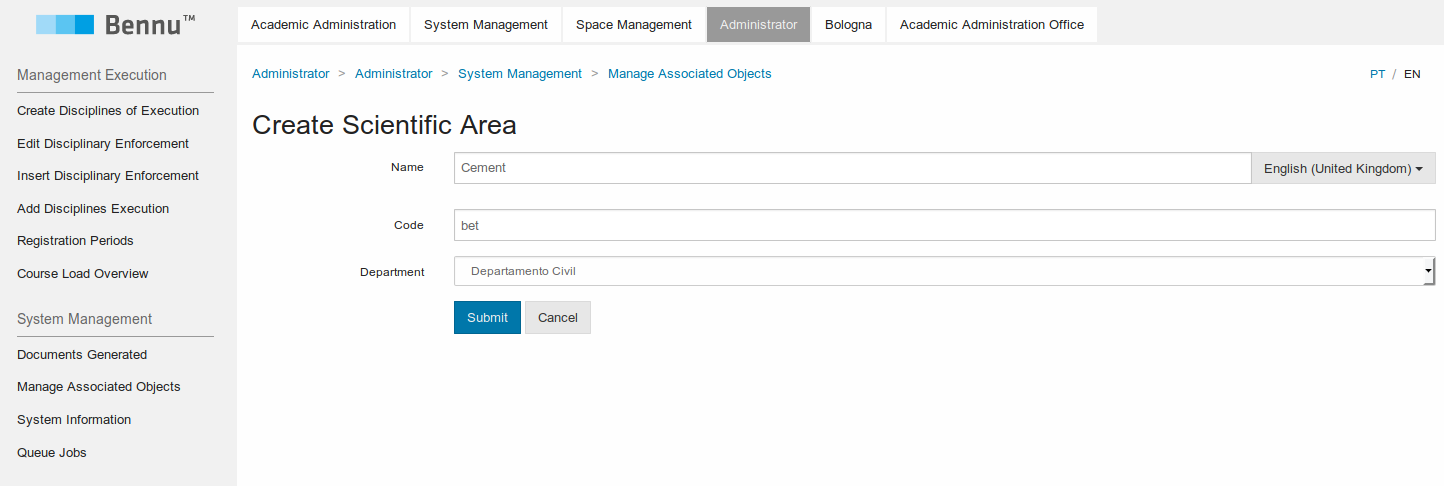 Bennu™
Academic Administration System Management Space Management Administrator Bologna Academic Administration Office
Management Execution
Create Disciplines of Execution
Edit Disciplinary Enforcement
Insert Disciplinary Enforcement
Add Disciplines Execution
Registration Periods
Course Load Overview
System Management
Documents Generated
Manage Associated Objects
System Information
Queue Jobs
Administrator > Administrator > System Management > Manage Associated Objects
PT / EN
Create Scientific Area
Name Cement English (United Kingdom)
Code bet
Department Departamento Civil
Submit Cancel